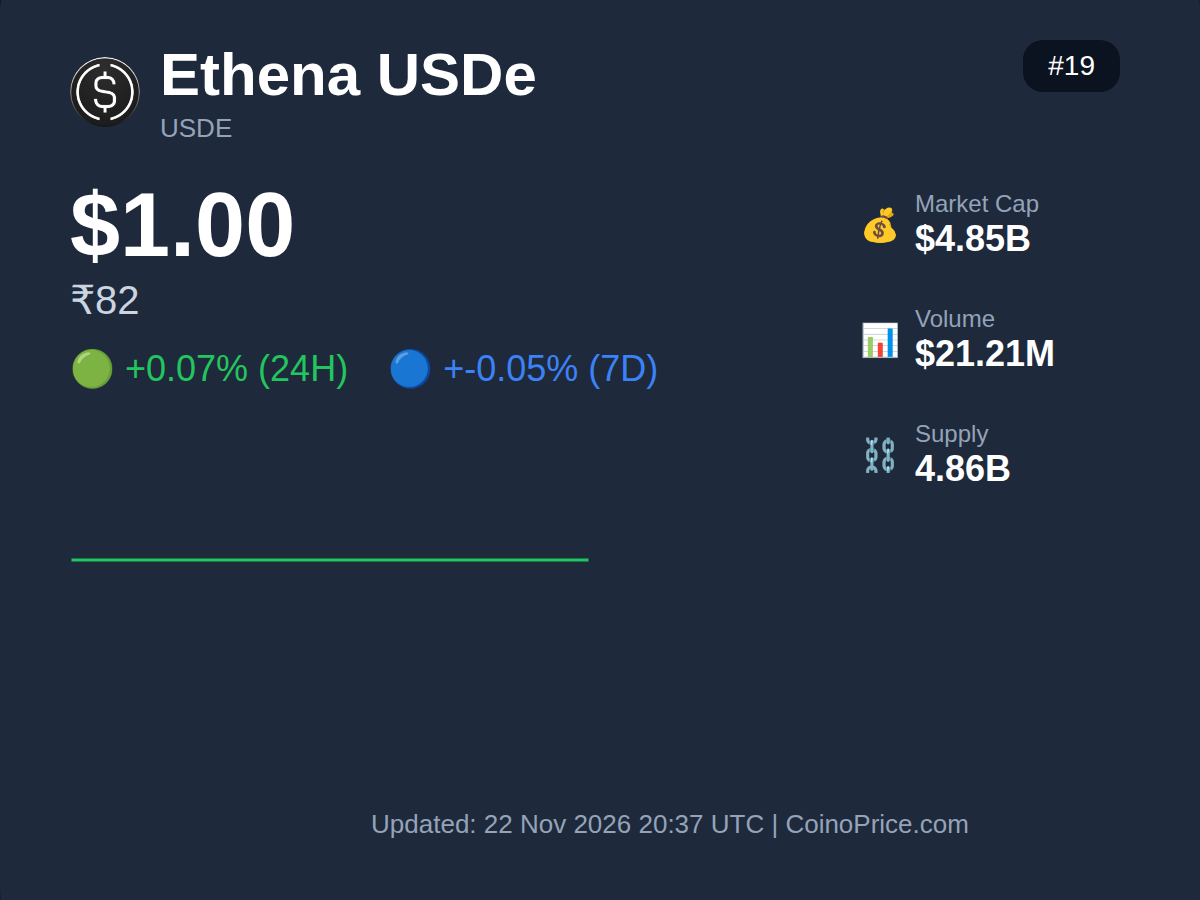 Ethena USDe
USDE
#19
$1.00
₹82
+0.07% (24H)
+-0.05% (7D)
Market Cap
$4.85B
Volume
$21.21M
Supply
4.86B
Updated: 22 Nov 2026 20:37 UTC | CoinoPrice.com